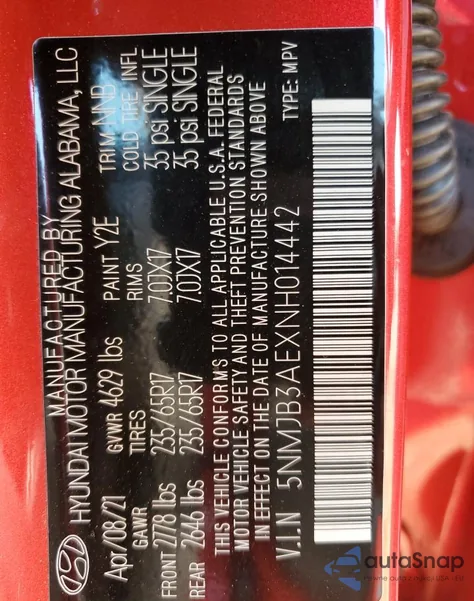 MANUFACTURED BY
HYUNDAI MOTOR MANUFACTURING ALABAMA, LLC
Apr/08/21 GVWR 4629 lbs PAINT Y2E TRIM NNB
GAWR TIRES RIMS COLD TIRE INFL
FRONT 2778 lbs 235/65R17 7.0JX17 35 psi SINGLE
REAR 2646 lbs 235/65R17 7.0JX17 35 psi SINGLE
THIS VEHICLE CONFORMS TO ALL APPLICABLE U.S.A. FEDERAL
MOTOR VEHICLE SAFETY AND THEFT PREVENTION STANDARDS
IN EFFECT ON THE DATE OF MANUFACTURE SHOWN ABOVE
V.I.N 5NMJB3AEXNH014442 TYPE: MPV
autaSnap